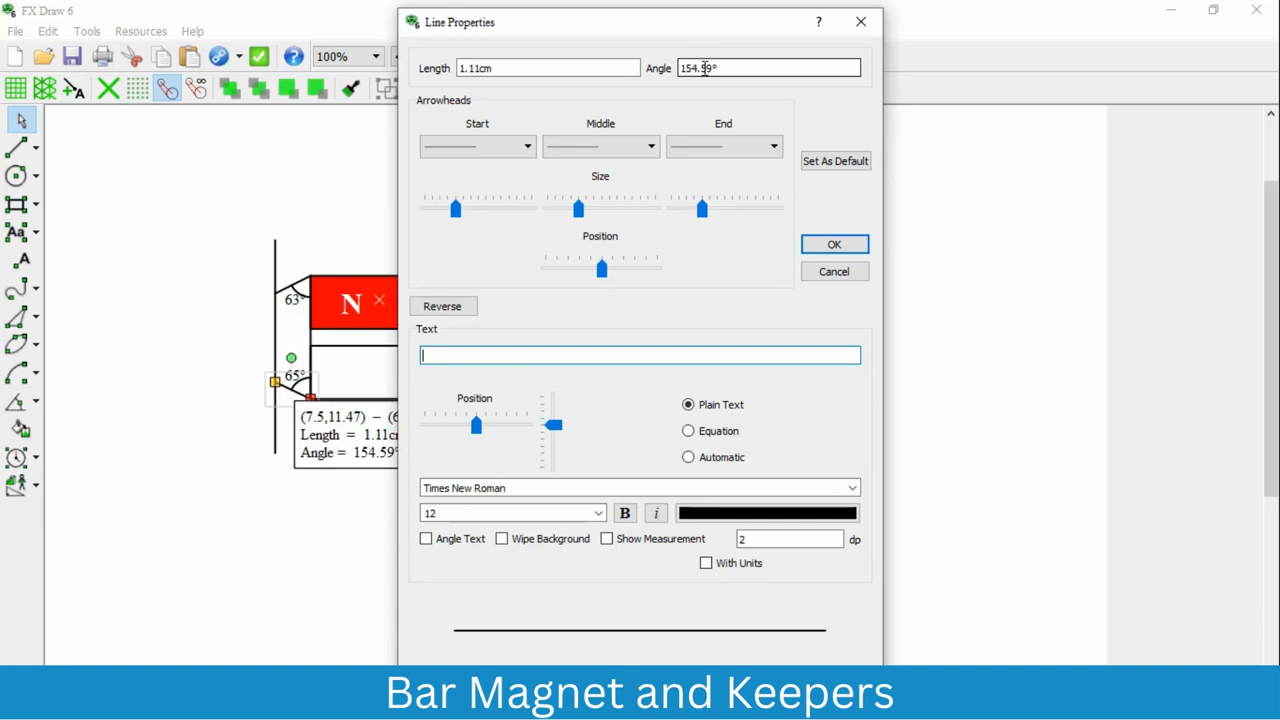 FX Draw 6
File Edit Tools Resources Help
100%
Line Properties
?
Length 1.11cm Angle 154.59°
Arrowheads
Start Middle End
Set As Default
Size
Position
OK
Cancel
Reverse
Text
Position
Plain Text
Equation
Automatic
Times New Roman
12 B i
Angle Text Wipe Background Show Measurement 2 dp
With Units
N
63°
65°
(7.5,11.47) – (6
Length = 1.11c
Angle = 154.59°
Bar Magnet and Keepers